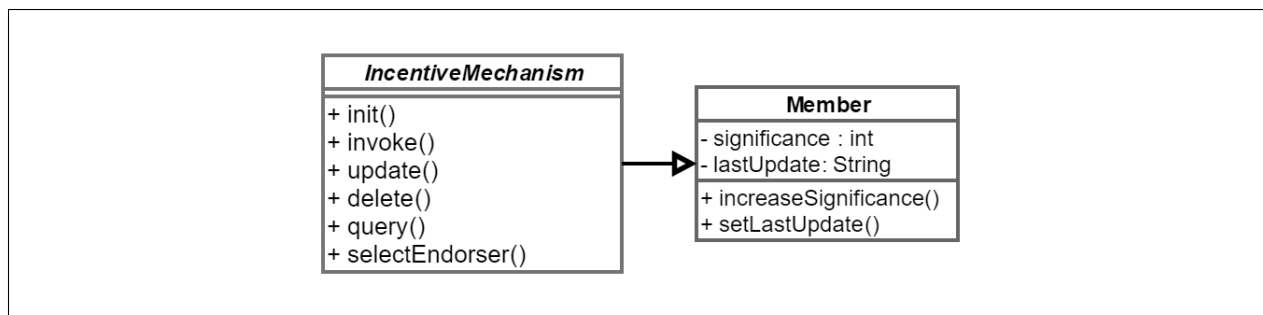 IncentiveMechanism
+ init()
+ invoke()
+ update()
+ delete()
+ query()
+ selectEndorser()
Member
- significance : int
- lastUpdate: String
+ increaseSignificance()
+ setLastUpdate()